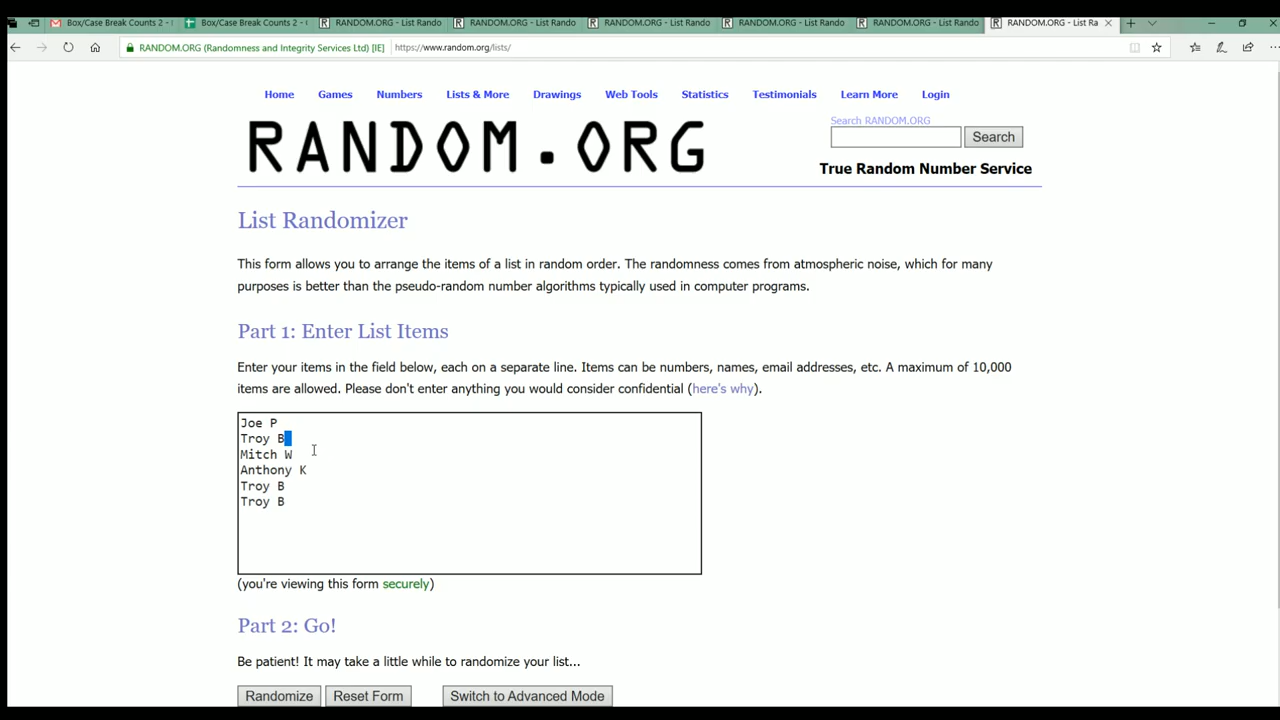 Box/Case Break Counts 2 -
Box/Case Break Counts 2 -
RANDOM.ORG - List Rando
RANDOM.ORG - List Rando
RANDOM.ORG - List Rando
RANDOM.ORG - List Rando
RANDOM.ORG - List Rando
RANDOM.ORG - List Ra
RANDOM.ORG (Randomness and Integrity Services Ltd) [IE] https://www.random.org/lists/
Home Games Numbers Lists & More Drawings Web Tools Statistics Testimonials Learn More Login
RANDOM.ORG
Search RANDOM.ORG
Search
True Random Number Service
List Randomizer
This form allows you to arrange the items of a list in random order. The randomness comes from atmospheric noise, which for many
purposes is better than the pseudo-random number algorithms typically used in computer programs.
Part 1: Enter List Items
Enter your items in the field below, each on a separate line. Items can be numbers, names, email addresses, etc. A maximum of 10,000
items are allowed. Please don't enter anything you would consider confidential (here's why).
Joe P
Troy B
Mitch W
Anthony K
Troy B
Troy B
(you're viewing this form securely)
Part 2: Go!
Be patient! It may take a little while to randomize your list...
Randomize Reset Form Switch to Advanced Mode